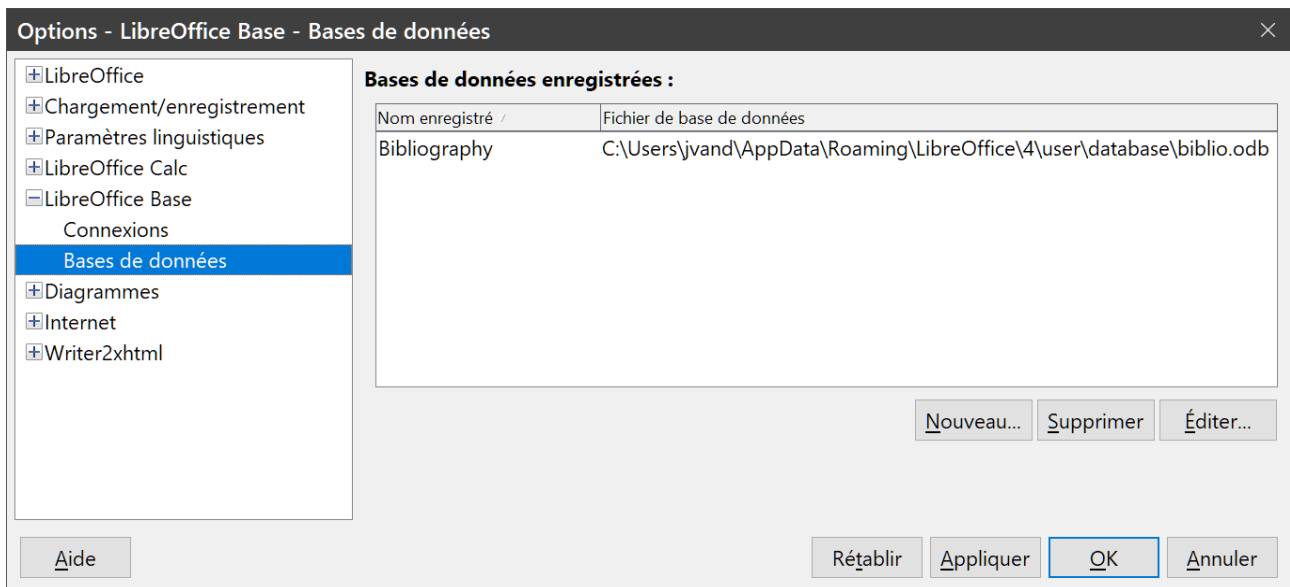 Options - LibreOffice Base - Bases de données
LibreOffice
Chargement/enregistrement
Paramètres linguistiques
LibreOffice Calc
LibreOffice Base
Connexions
Bases de données
Diagrammes
Internet
Writer2xhtml
Bases de données enregistrées :
Nom enregistré Fichier de base de données
Bibliography C:\Users\jvand\AppData\Roaming\LibreOffice\4\user\database\biblio.odb
Nouveau... Supprimer Éditer...
Aide Rétablir Appliquer OK Annuler